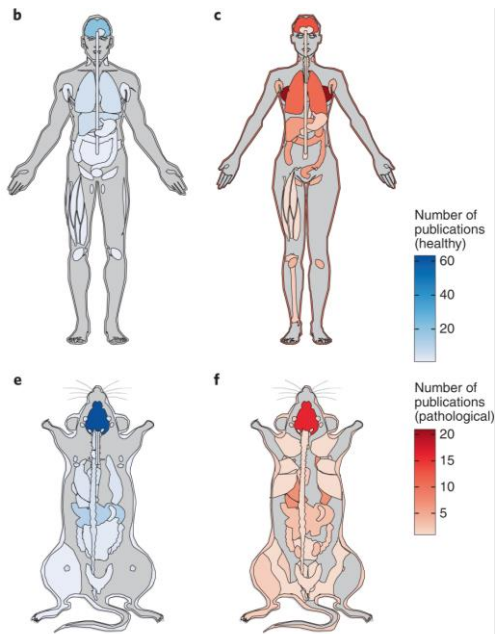 b
c
Number of
publications
(healthy)
60
40
20
e
f
Number of
publications
(pathological)
20
15
10
5